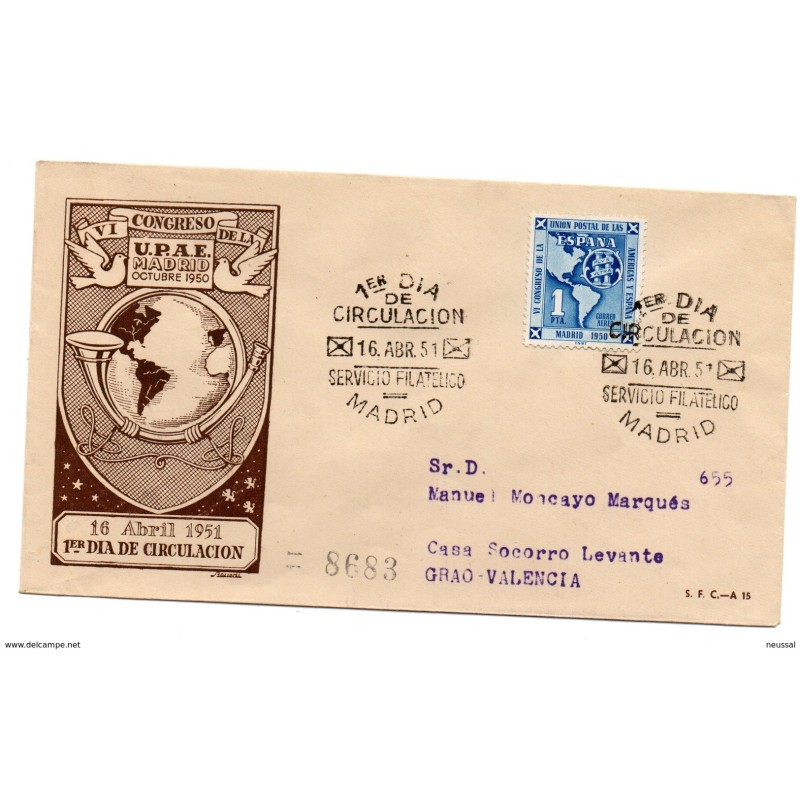 VI CONGRESO DE LA
U.P.A.E.
MADRID
OCTUBRE 1950
16 Abril 1951
1ER DIA DE CIRCULACION
1ER DIA
DE
CIRCULACION
16. ABR. 51
SERVICIO FILATELICO
MADRID
UNION POSTAL DE LAS
AMERICAS Y ESPAÑA
VI CONGRESO DE LA
ESPAÑA
1
PTA.
CORREO
AEREO
MADRID 1950
1ER DIA
DE
CIRCULACION
16. ABR. 51
SERVICIO FILATELICO
MADRID
655
Sr.D.
Manuel Moncayo Marqués
Casa Socorro Levante
GRAO-VALENCIA
8683
S. F. C.—A 15
www.delcampe.net
neussal